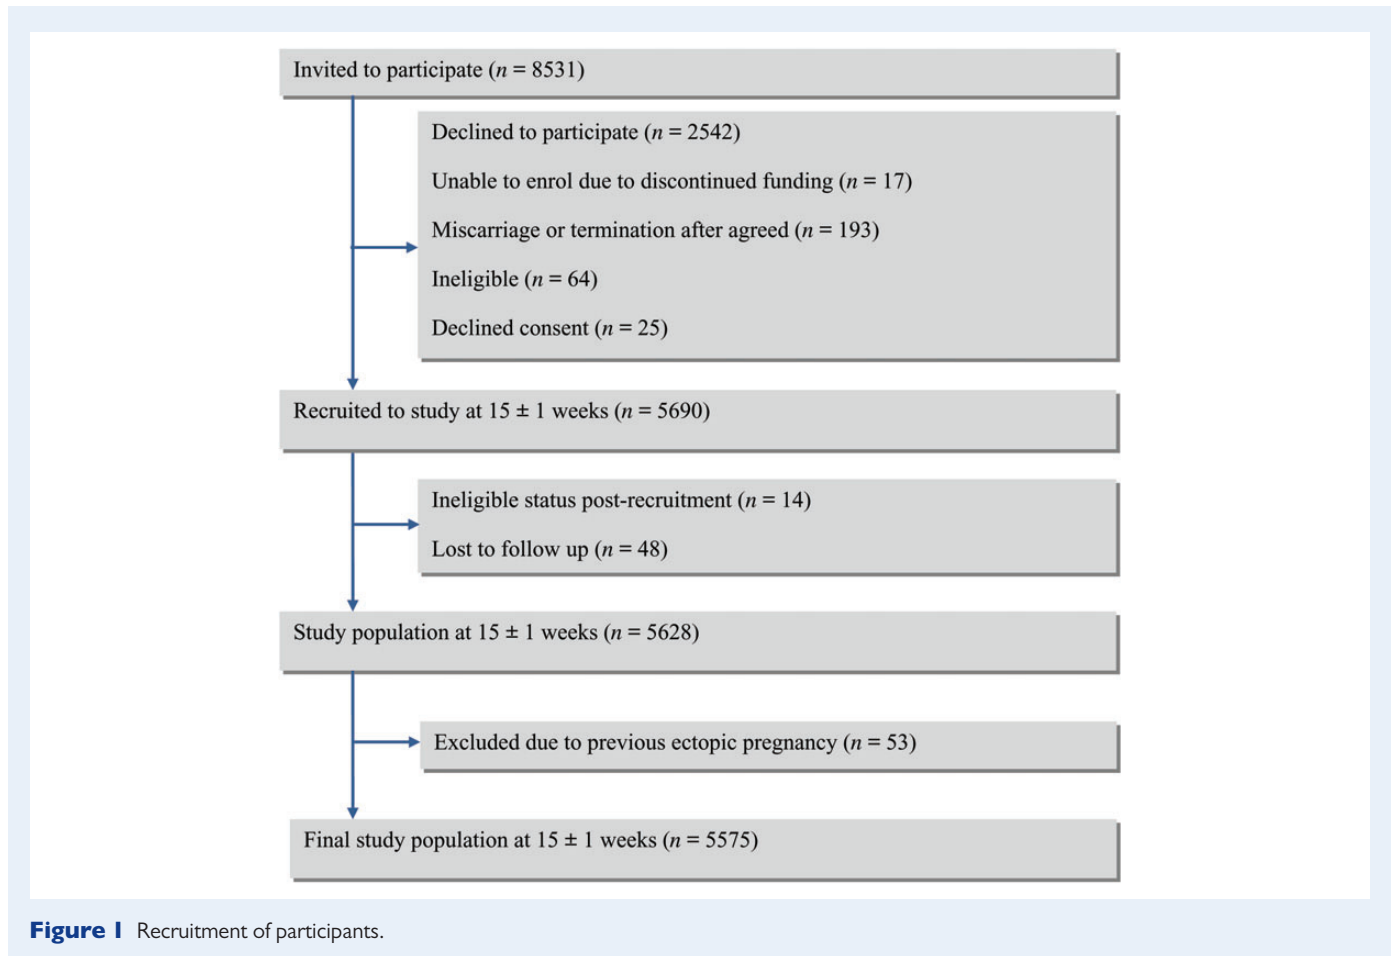 Invited to participate (n = 8531)
Declined to participate (n = 2542)
Unable to enrol due to discontinued funding (n = 17)
Miscarriage or termination after agreed (n = 193)
Ineligible (n = 64)
Declined consent (n = 25)
Recruited to study at 15 ± 1 weeks (n = 5690)
Ineligible status post-recruitment (n = 14)
Lost to follow up (n = 48)
Study population at 15 ± 1 weeks (n = 5628)
Excluded due to previous ectopic pregnancy (n = 53)
Final study population at 15 ± 1 weeks (n = 5575)
Figure 1 Recruitment of participants.